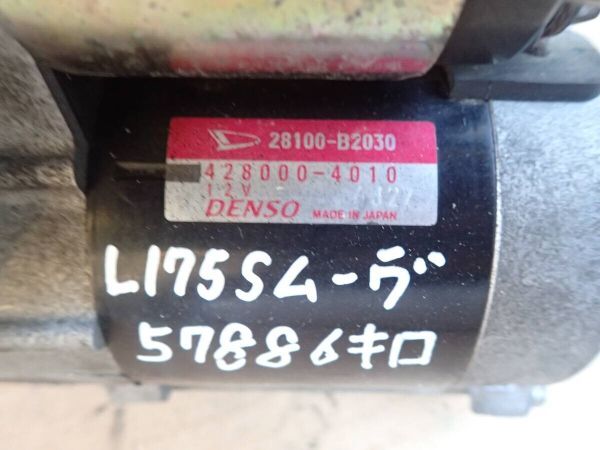 28100-B2030
428000-4010
12V J27
DENSO MADE IN JAPAN
L175Sムーヴ
57886キロ